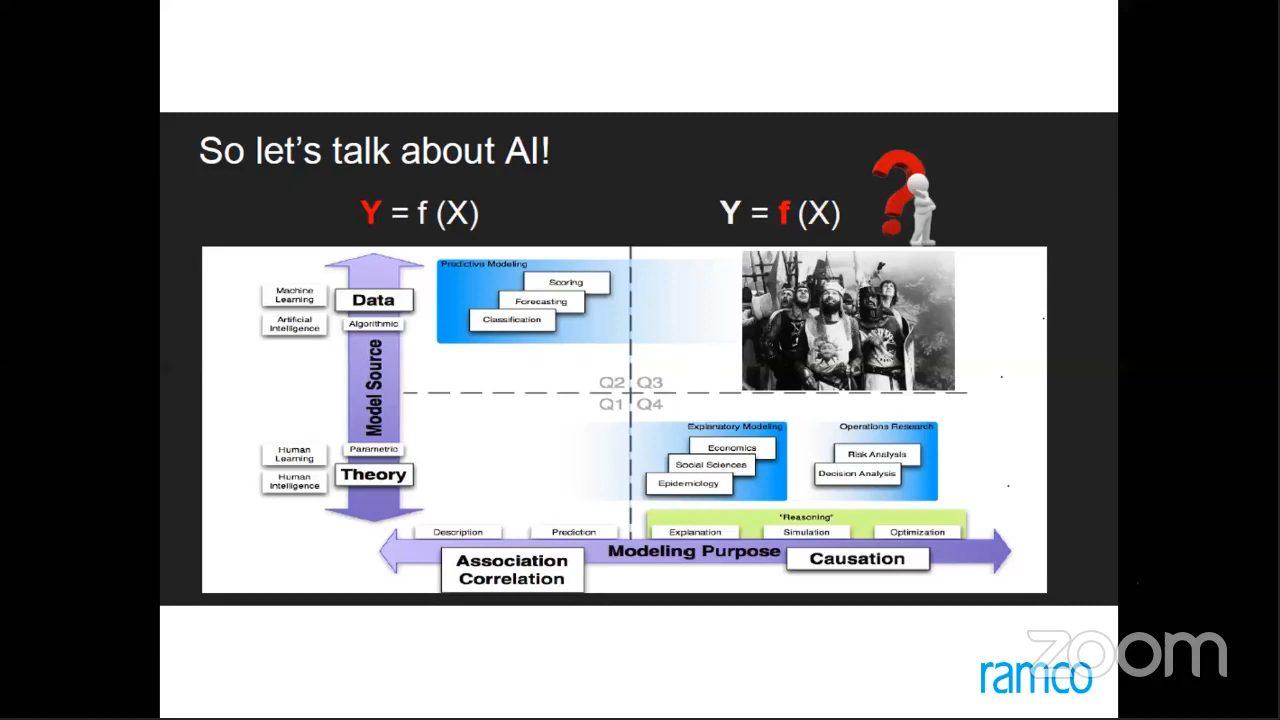 So let's talk about AI!
Y = f (X)
Y = f (X)
Predictive Modeling
Scoring
Forecasting
Classification
Machine
Learning
Data
Artificial
Intelligence
Algorithmic
Model Source
Q2 Q3
Q1 Q4
Human
Learning
Parametric
Theory
Human
Intelligence
Explanatory Modeling
Economics
Social Sciences
Epidemiology
Operations Research
Risk Analysis
Decision Analysis
"Reasoning"
Description
Prediction
Explanation
Simulation
Optimization
Modeling Purpose
Association
Correlation
Causation
zoom
ramco